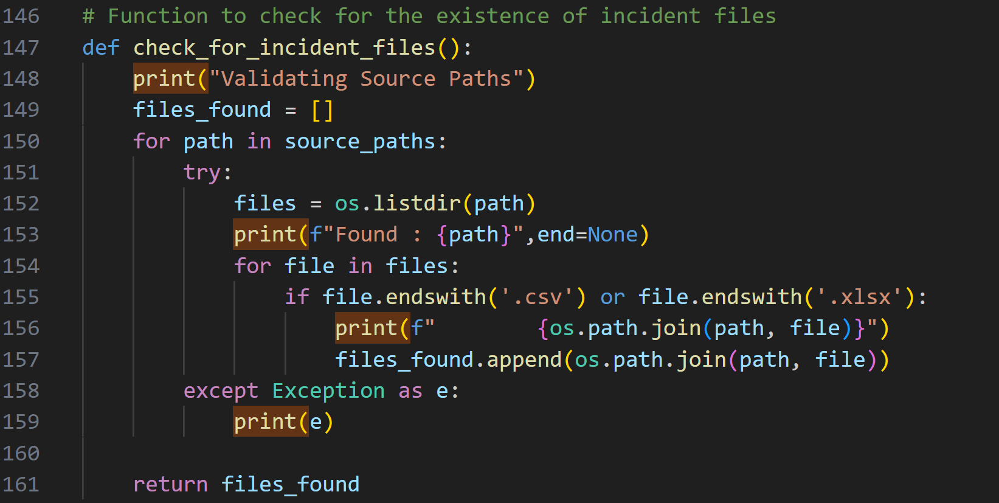 146 # Function to check for the existence of incident files
147 def check_for_incident_files():
148     print("Validating Source Paths")
149     files_found = []
150     for path in source_paths:
151         try:
152             files = os.listdir(path)
153             print(f"Found : {path}",end=None)
154             for file in files:
155                 if file.endswith('.csv') or file.endswith('.xlsx'):
156                     print(f"        {os.path.join(path, file)}")
157                     files_found.append(os.path.join(path, file))
158         except Exception as e:
159             print(e)
160
161     return files_found